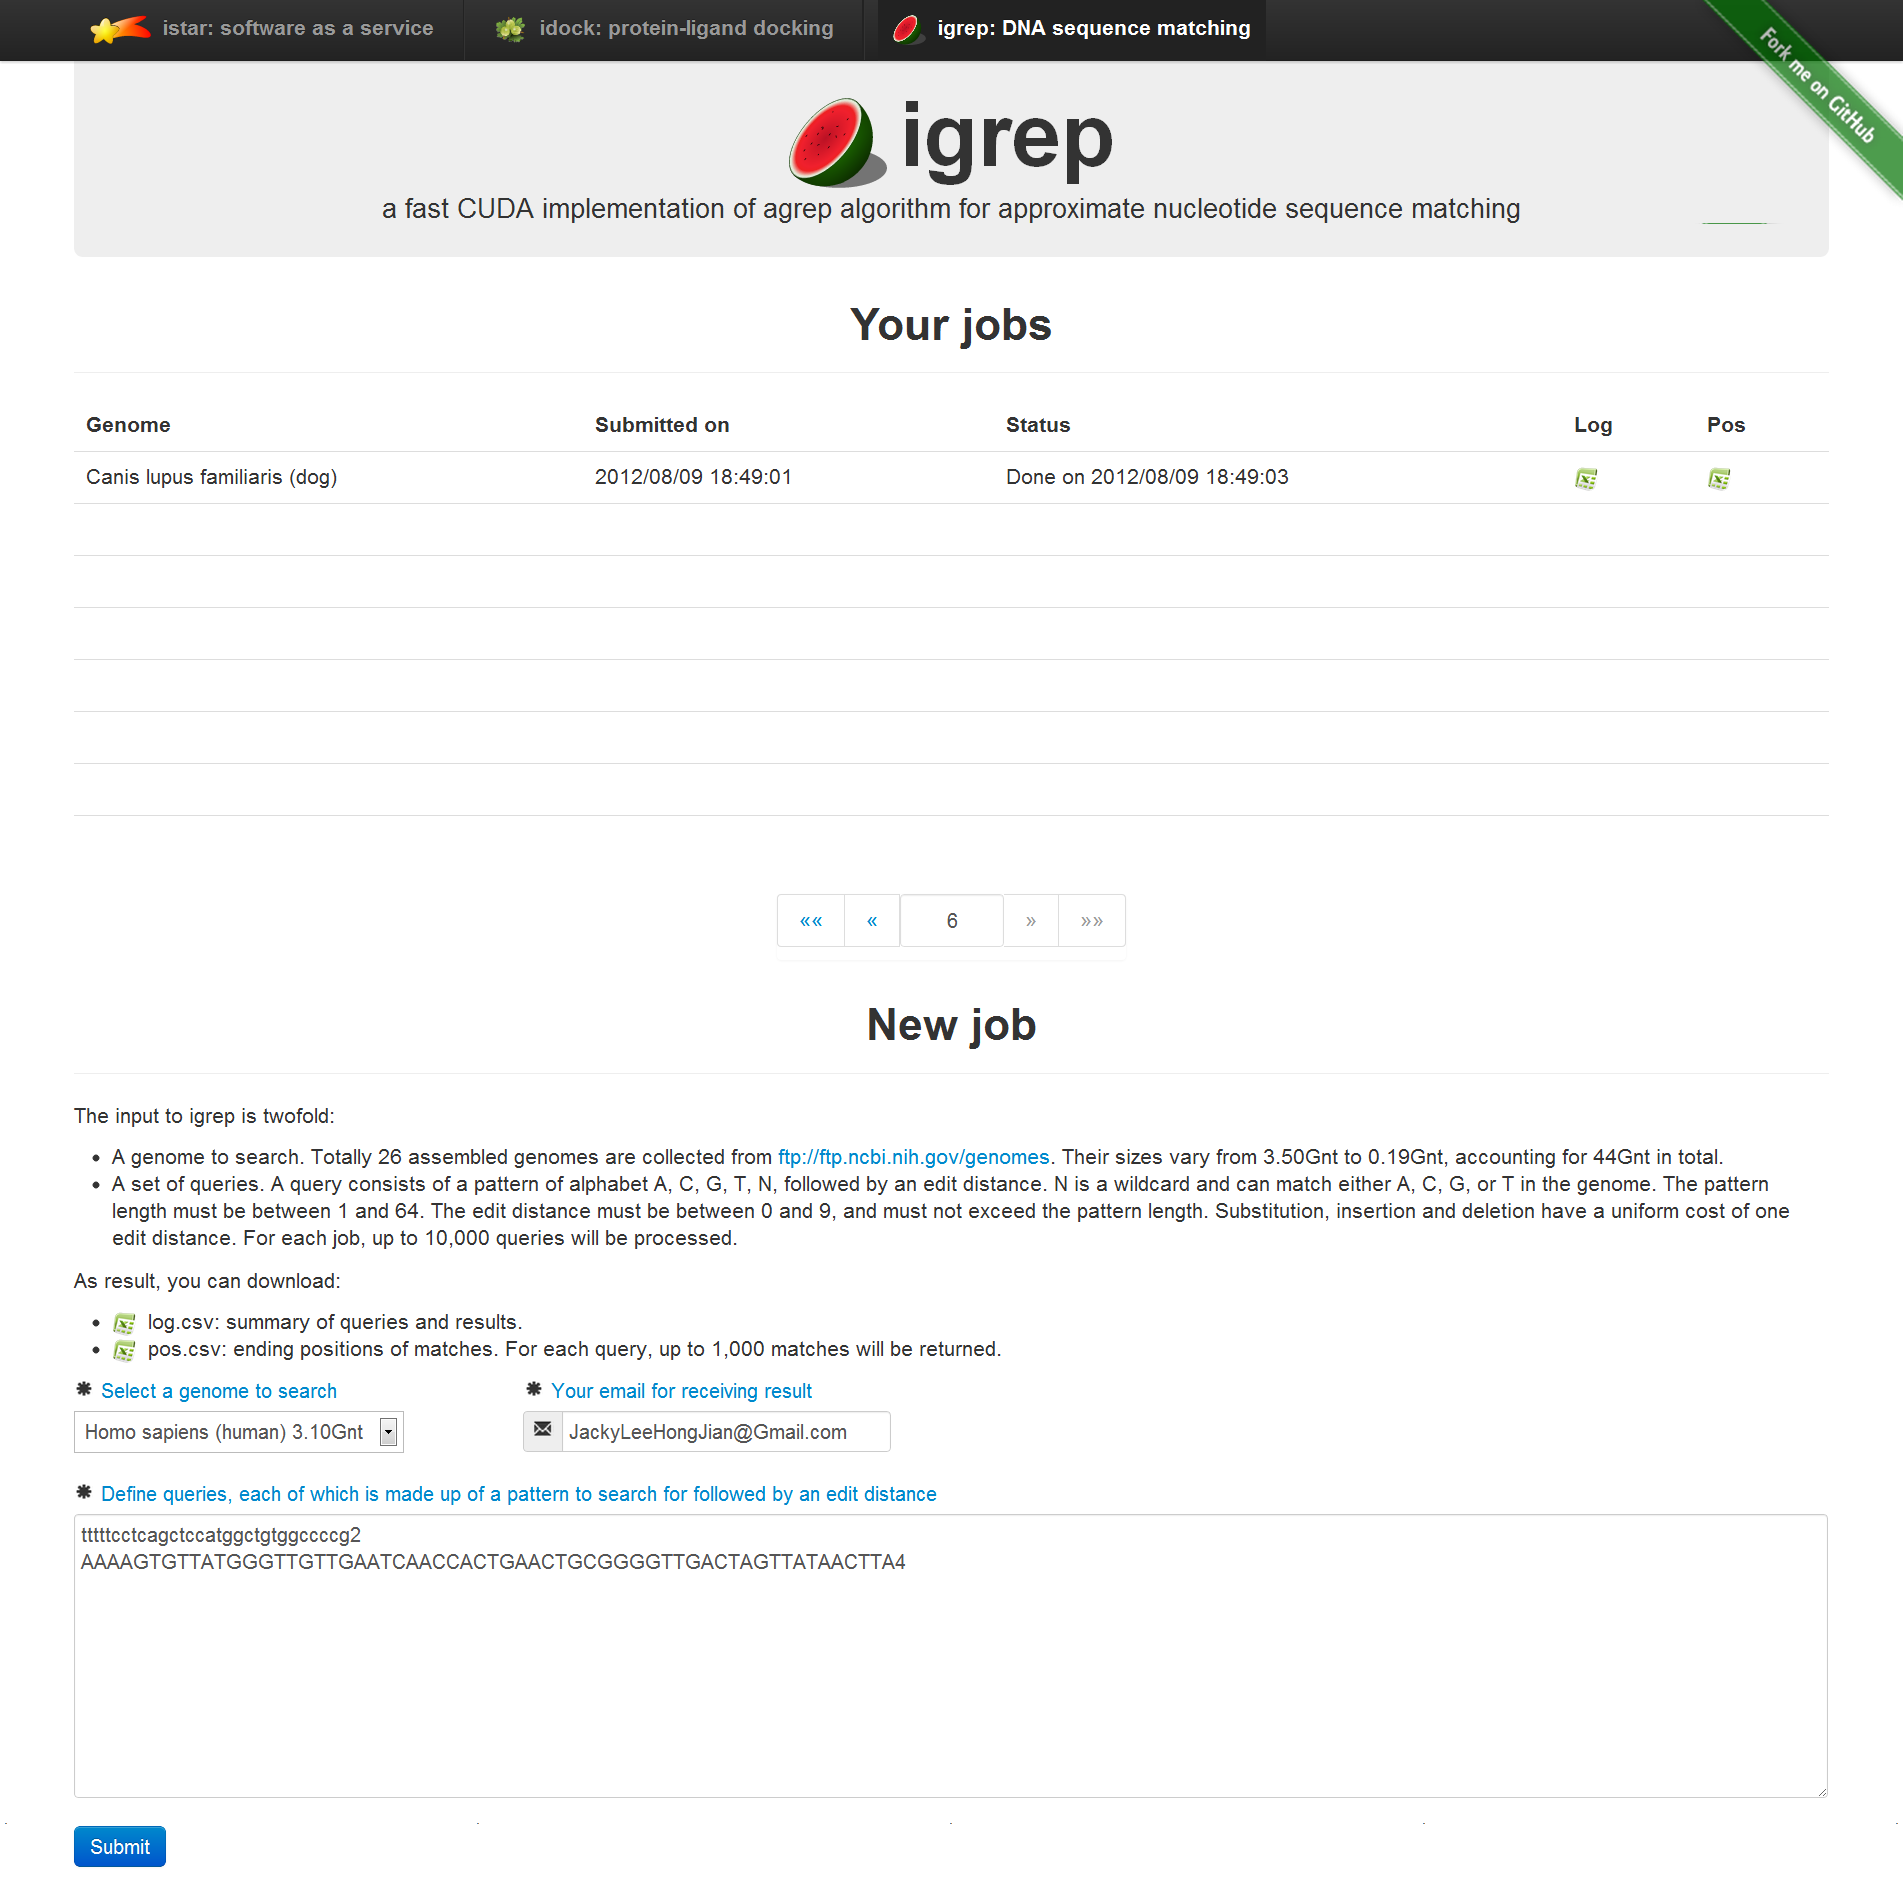 istar: software as a service
idock: protein-ligand docking
igrep: DNA sequence matching
Fork me on GitHub
igrep
a fast CUDA implementation of agrep algorithm for approximate nucleotide sequence matching
Your jobs
Genome Submitted on Status Log Pos
Canis lupus familiaris (dog) 2012/08/09 18:49:01 Done on 2012/08/09 18:49:03
«« « 6 » »»
New job
The input to igrep is twofold:
• A genome to search. Totally 26 assembled genomes are collected from ftp://ftp.ncbi.nih.gov/genomes. Their sizes vary from 3.50Gnt to 0.19Gnt, accounting for 44Gnt in total.
• A set of queries. A query consists of a pattern of alphabet A, C, G, T, N, followed by an edit distance. N is a wildcard and can match either A, C, G, or T in the genome. The pattern
length must be between 1 and 64. The edit distance must be between 0 and 9, and must not exceed the pattern length. Substitution, insertion and deletion have a uniform cost of one
edit distance. For each job, up to 10,000 queries will be processed.
As result, you can download:
• log.csv: summary of queries and results.
• pos.csv: ending positions of matches. For each query, up to 1,000 matches will be returned.
✱ Select a genome to search
✱ Your email for receiving result
Homo sapiens (human) 3.10Gnt
JackyLeeHongJian@Gmail.com
✱ Define queries, each of which is made up of a pattern to search for followed by an edit distance
tttttcctcagctccatggctgtggccccg2
AAAAGTGTTATGGGTTGTTGAATCAACCACTGAACTGCGGGGTTGACTAGTTATAACTTA4
Submit